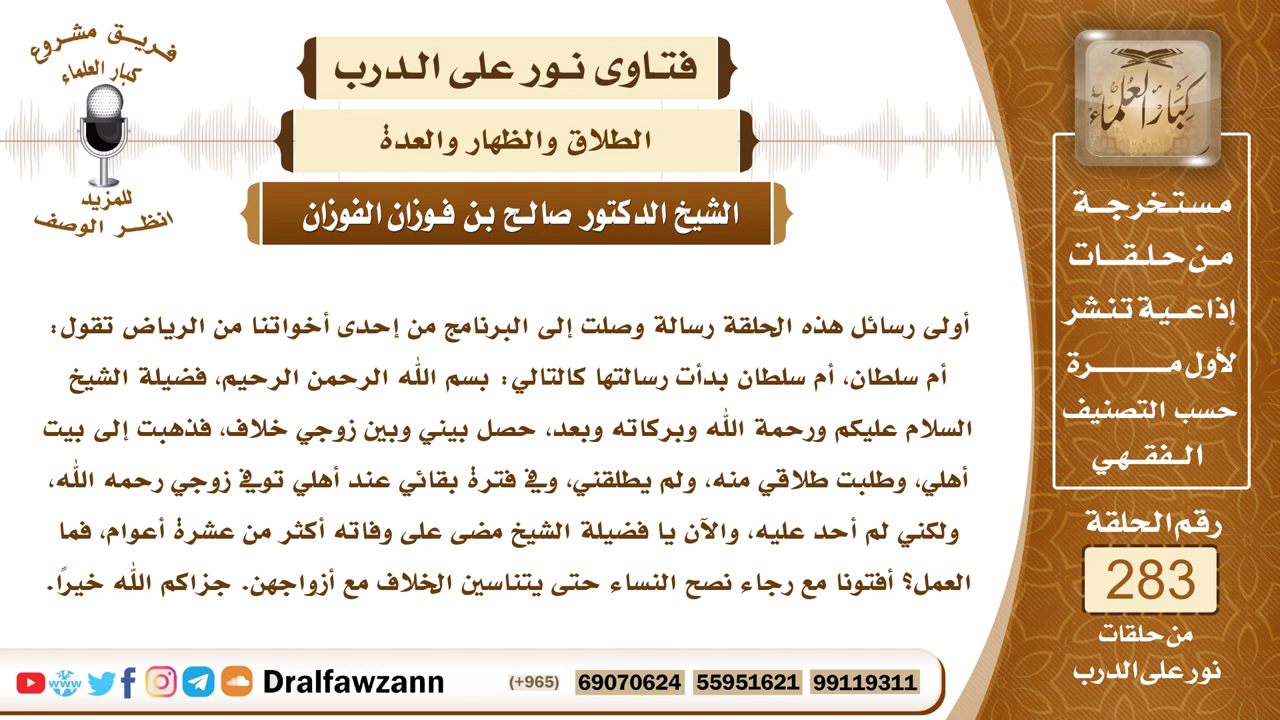 فريق مشروع
كبار العلماء
للمزيد
انظر الوصف
فتاوى نور على الدرب
الطلاق والظهار والعدة
الشيخ الدكتور صالح بن فوزان الفوزان
أولى رسائل هذه الحلقة رسالة وصلت إلى البرنامج من إحدى أخواتنا من الرياض تقول:
أم سلطان، أم سلطان بدأت رسالتها كالتالي: بسم الله الرحمن الرحيم، فضيلة الشيخ
السلام عليكم ورحمة الله وبركاته وبعد، حصل بيني وبين زوجي خلاف، فذهبت إلى بيت
أهلي، وطلبت طلاقي منه، ولم يطلقني، وفي فترة بقائي عند أهلي توفي زوجي رحمه الله،
ولكني لم أحد عليه، والآن يا فضيلة الشيخ مضى على وفاته أكثر من عشرة أعوام، فما
العمل؟ أفتونا مع رجاء نصح النساء حتى يتناسين الخلاف مع أزواجهن. جزاكم الله خيرًا.
كبار العلماء
مستخرجة
من حلقات
إذاعية تنشر
لأول مرة
حسب التصنيف
الفقهي
رقم الحلقة
283
من حلقات
نور على الدرب
www Dralfawzann (+965) 69070624 55951621 99119311